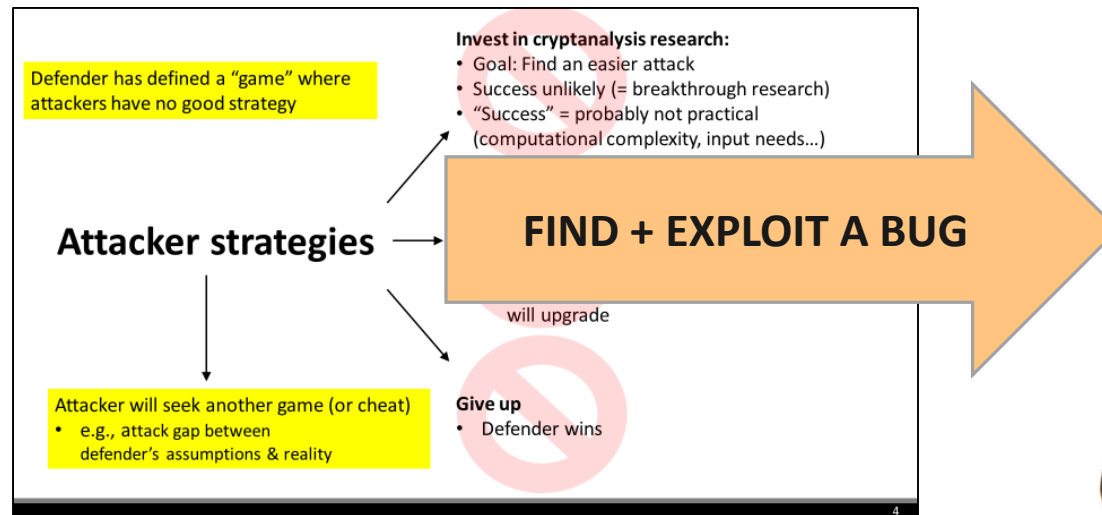 Invest in cryptanalysis research:
• Goal: Find an easier attack
• Success unlikely (= breakthrough research)
• “Success” = probably not practical
(computational complexity, input needs…)
Defender has defined a “game” where
attackers have no good strategy
Attacker strategies
FIND + EXPLOIT A BUG
will upgrade
Attacker will seek another game (or cheat)
• e.g., attack gap between
defender’s assumptions & reality
Give up
• Defender wins
4